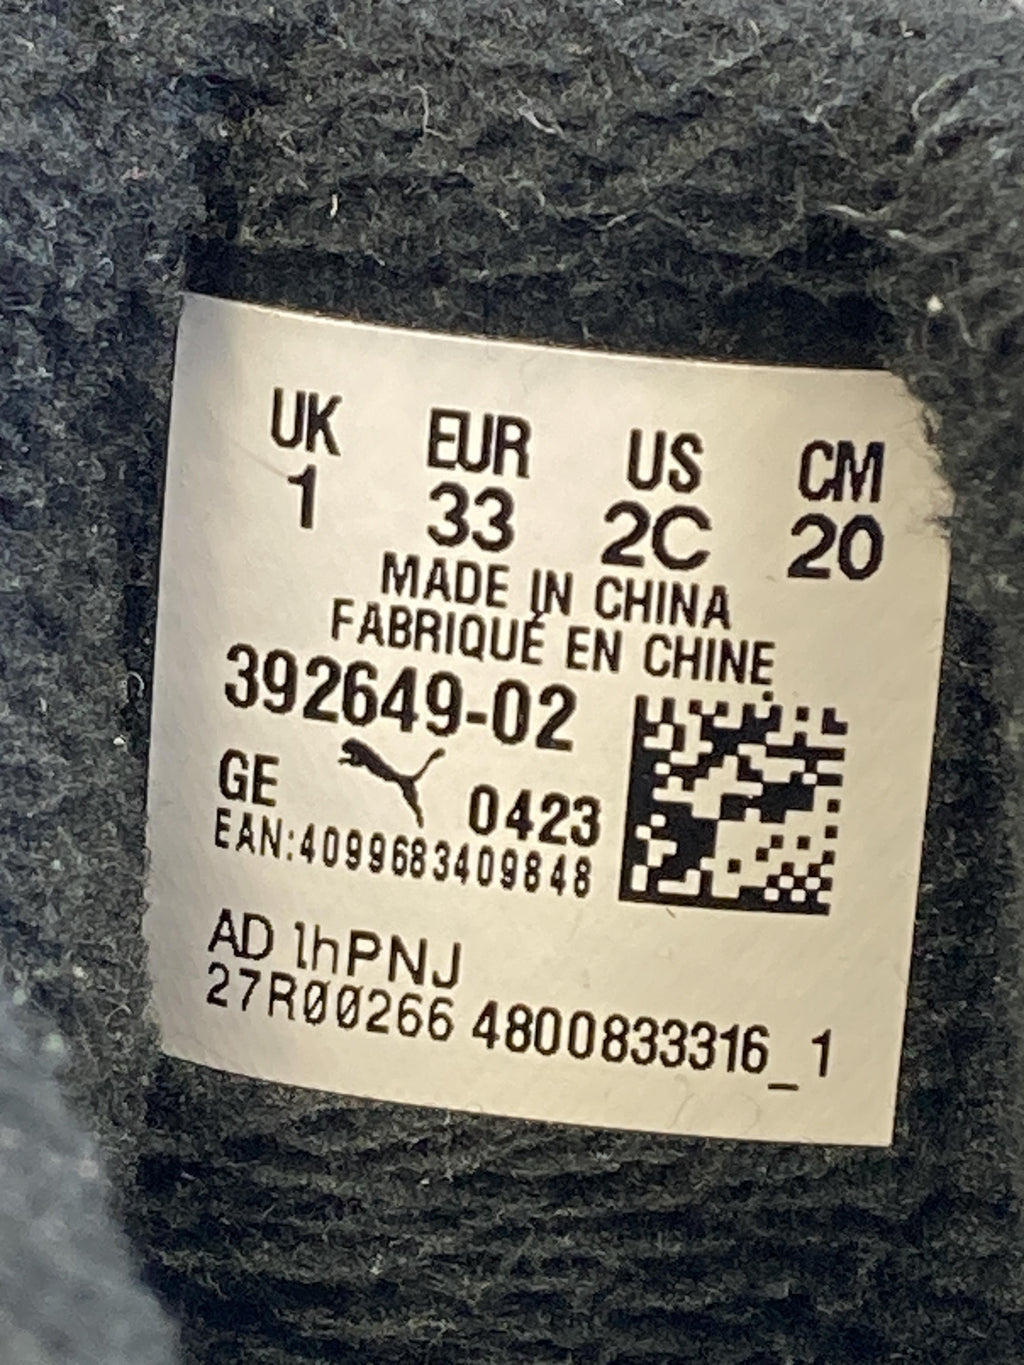 UK EUR US CM
1 33 2C 20
MADE IN CHINA
FABRIQUÉ EN CHINE
392649-02
GE 0423
EAN:4099683409848
AD 1hPNJ
27RØØ266 4800833316_1